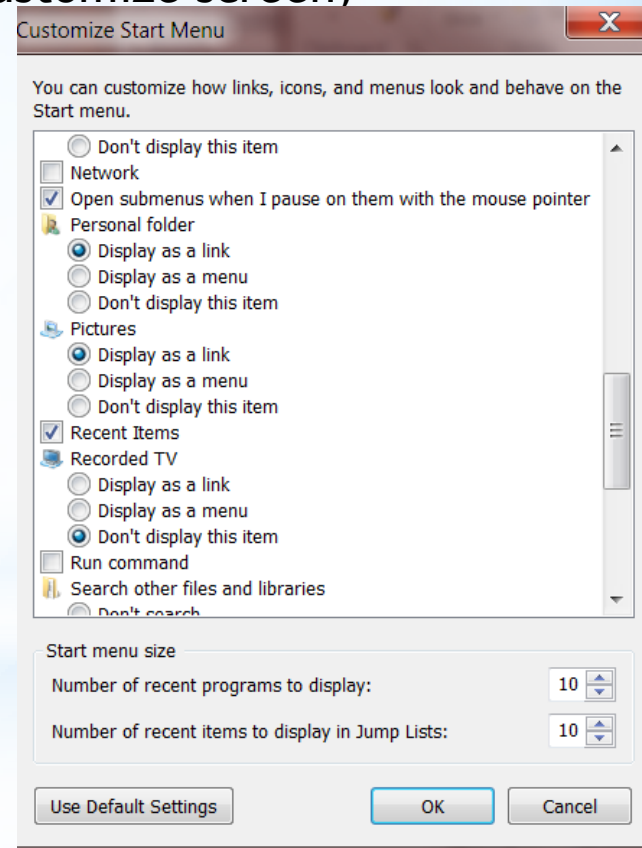 ustomize screen,
Customize Start Menu
You can customize how links, icons, and menus look and behave on the
Start menu.
Don't display this item
Network
Open submenus when I pause on them with the mouse pointer
Personal folder
Display as a link
Display as a menu
Don't display this item
Pictures
Display as a link
Display as a menu
Don't display this item
Recent Items
Recorded TV
Display as a link
Display as a menu
Don't display this item
Run command
Search other files and libraries
Don't search
Start menu size
Number of recent programs to display: 10
Number of recent items to display in Jump Lists: 10
Use Default Settings OK Cancel